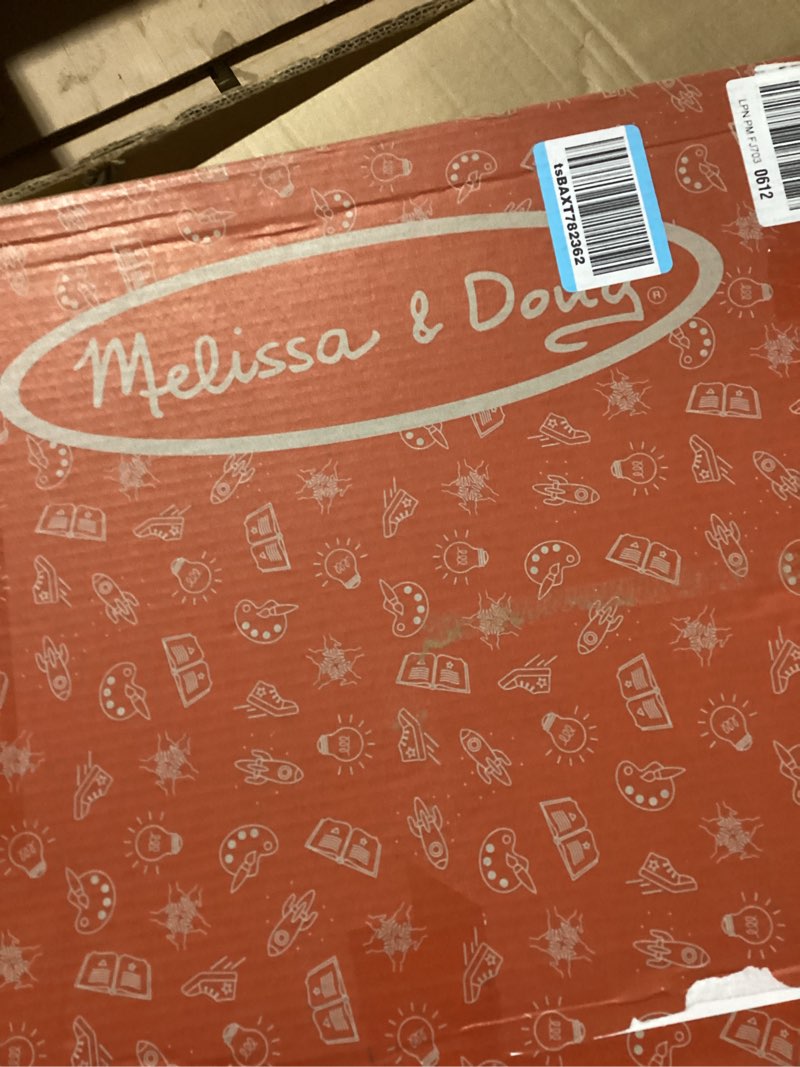 Melissa & Doug
tsBAXT782362
LPN PM FJ703 0612